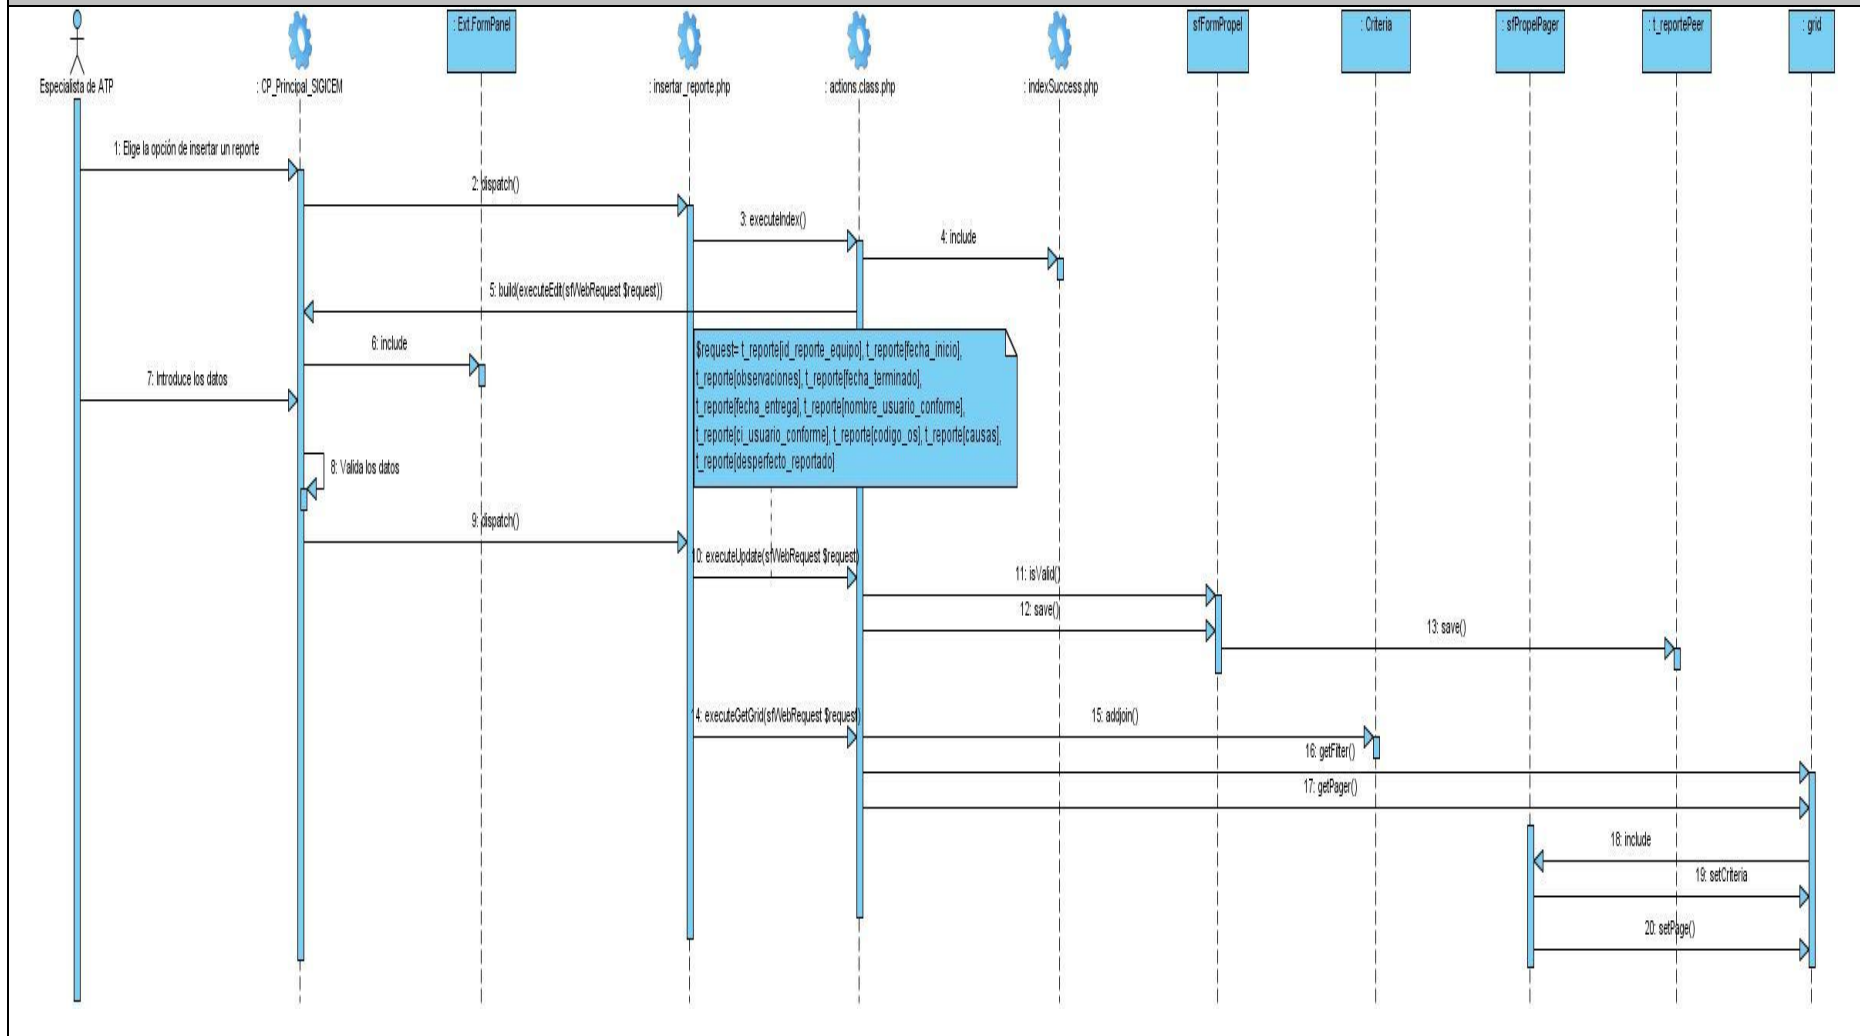 : Ext.FormPanel
sfFormPropel
: Criteria
: sfPropelPager
: t_reportePeer
: grid
Especialista de ATP
: CP_Principal_SIGICEM
: insertar_reporte.php
: actions.class.php
: indexSuccess.php
1: Elige la opción de insertar un reporte
2: dispatch()
3: executeIndex()
4: include
5: build(executeEdit(sfWebRequest $request))
6: include
$request= t_reporte[id_reporte_equipo], t_reporte[fecha_inicio],
t_reporte[observaciones], t_reporte[fecha_terminado],
t_reporte[fecha_entrega], t_reporte[nombre_usuario_conforme],
t_reporte[ci_usuario_conforme], t_reporte[codigo_os], t_reporte[causas],
t_reporte[desperfecto_reportado]
7: Introduce los datos
8: Valida los datos
9: dispatch()
10: executeUpdate(sfWebRequest $request)
11: isValid()
12: save()
13: save()
14: executeGetGrid(sfWebRequest $request)
15: addjoin()
16: getFilter()
17: getPager()
18: include
19: setCriteria
20: setPage()